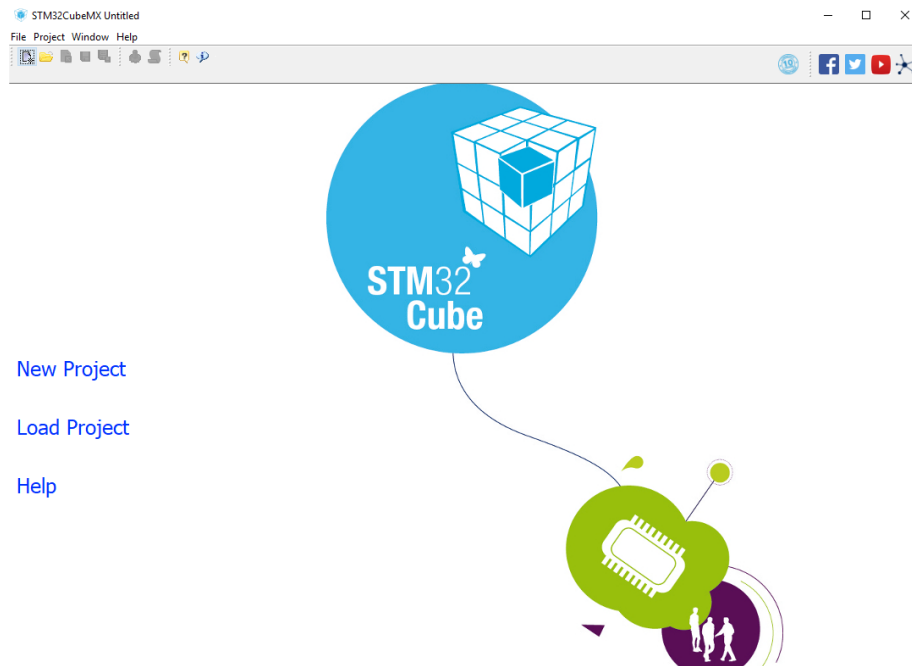 STM32CubeMX Untitled
File Project Window Help
STM32
Cube
New Project
Load Project
Help